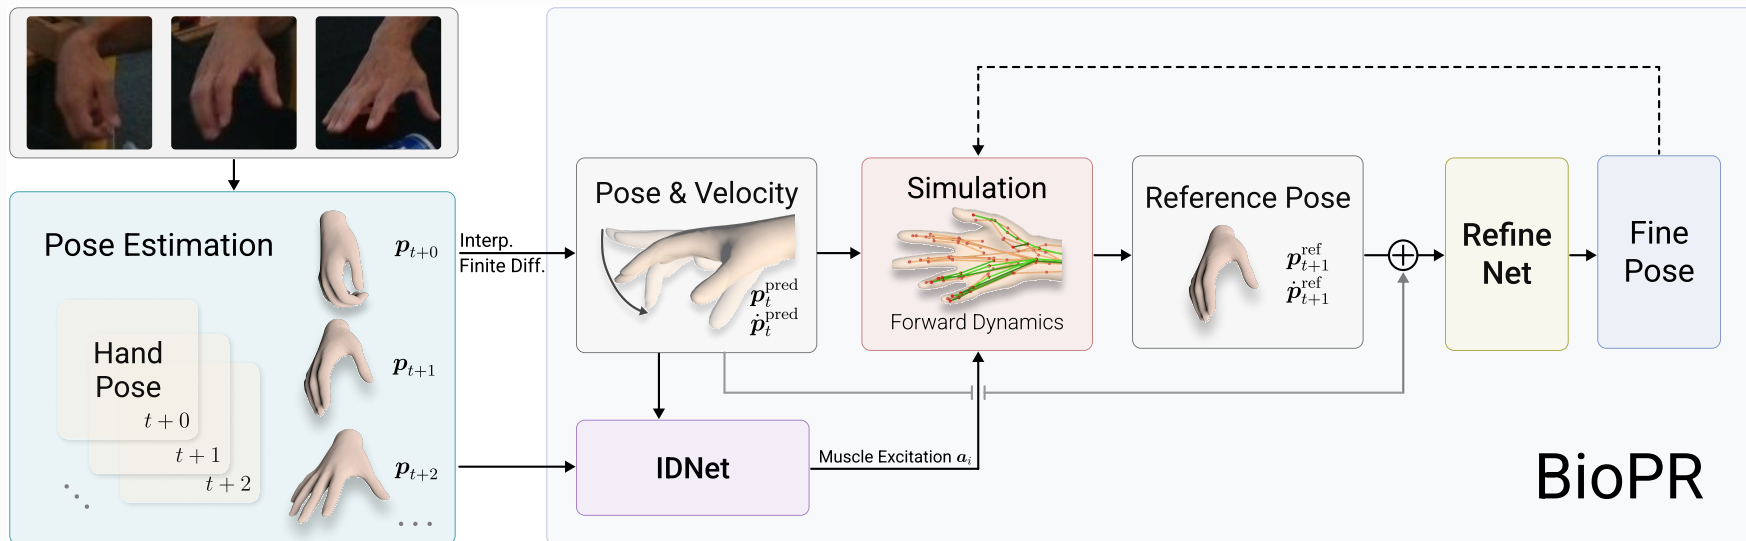 Pose Estimation
p_{t+0}
Hand
Pose
t + 0
p_{t+1}
t + 1
t + 2
p_{t+2}
...
Interp.
Finite Diff.
Pose & Velocity
p_t^{pred}
ṗ_t^{pred}
IDNet
Muscle Excitation a_i
Simulation
Forward Dynamics
Reference Pose
p_{t+1}^{ref}
ṗ_{t+1}^{ref}
Refine
Net
Fine
Pose
BioPR